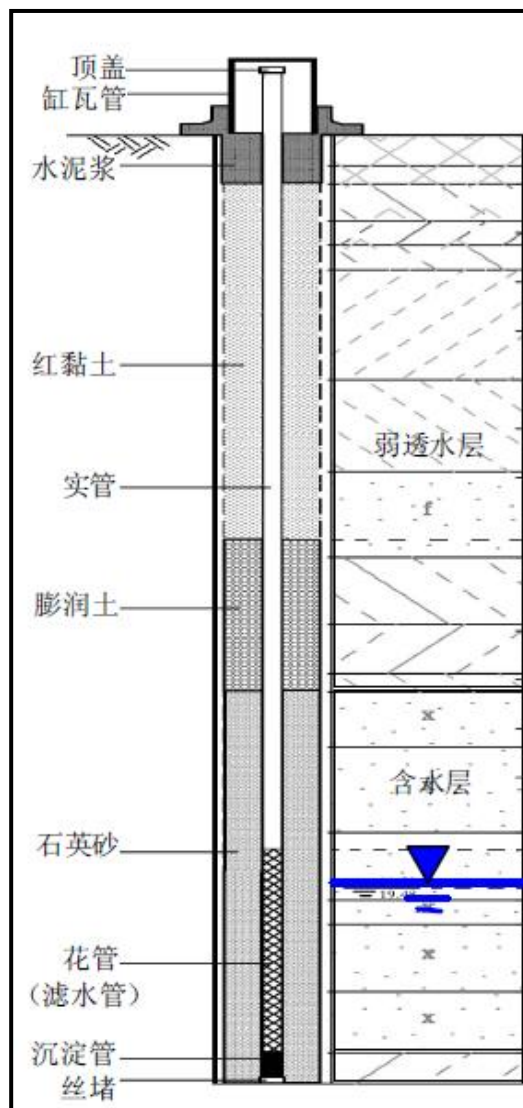 顶盖
缸瓦管
水泥浆
红黏土
弱透水层
实管
f
膨润土
x
含水层
石英砂
花管
x
（滤水管）
x
沉淀管
丝堵